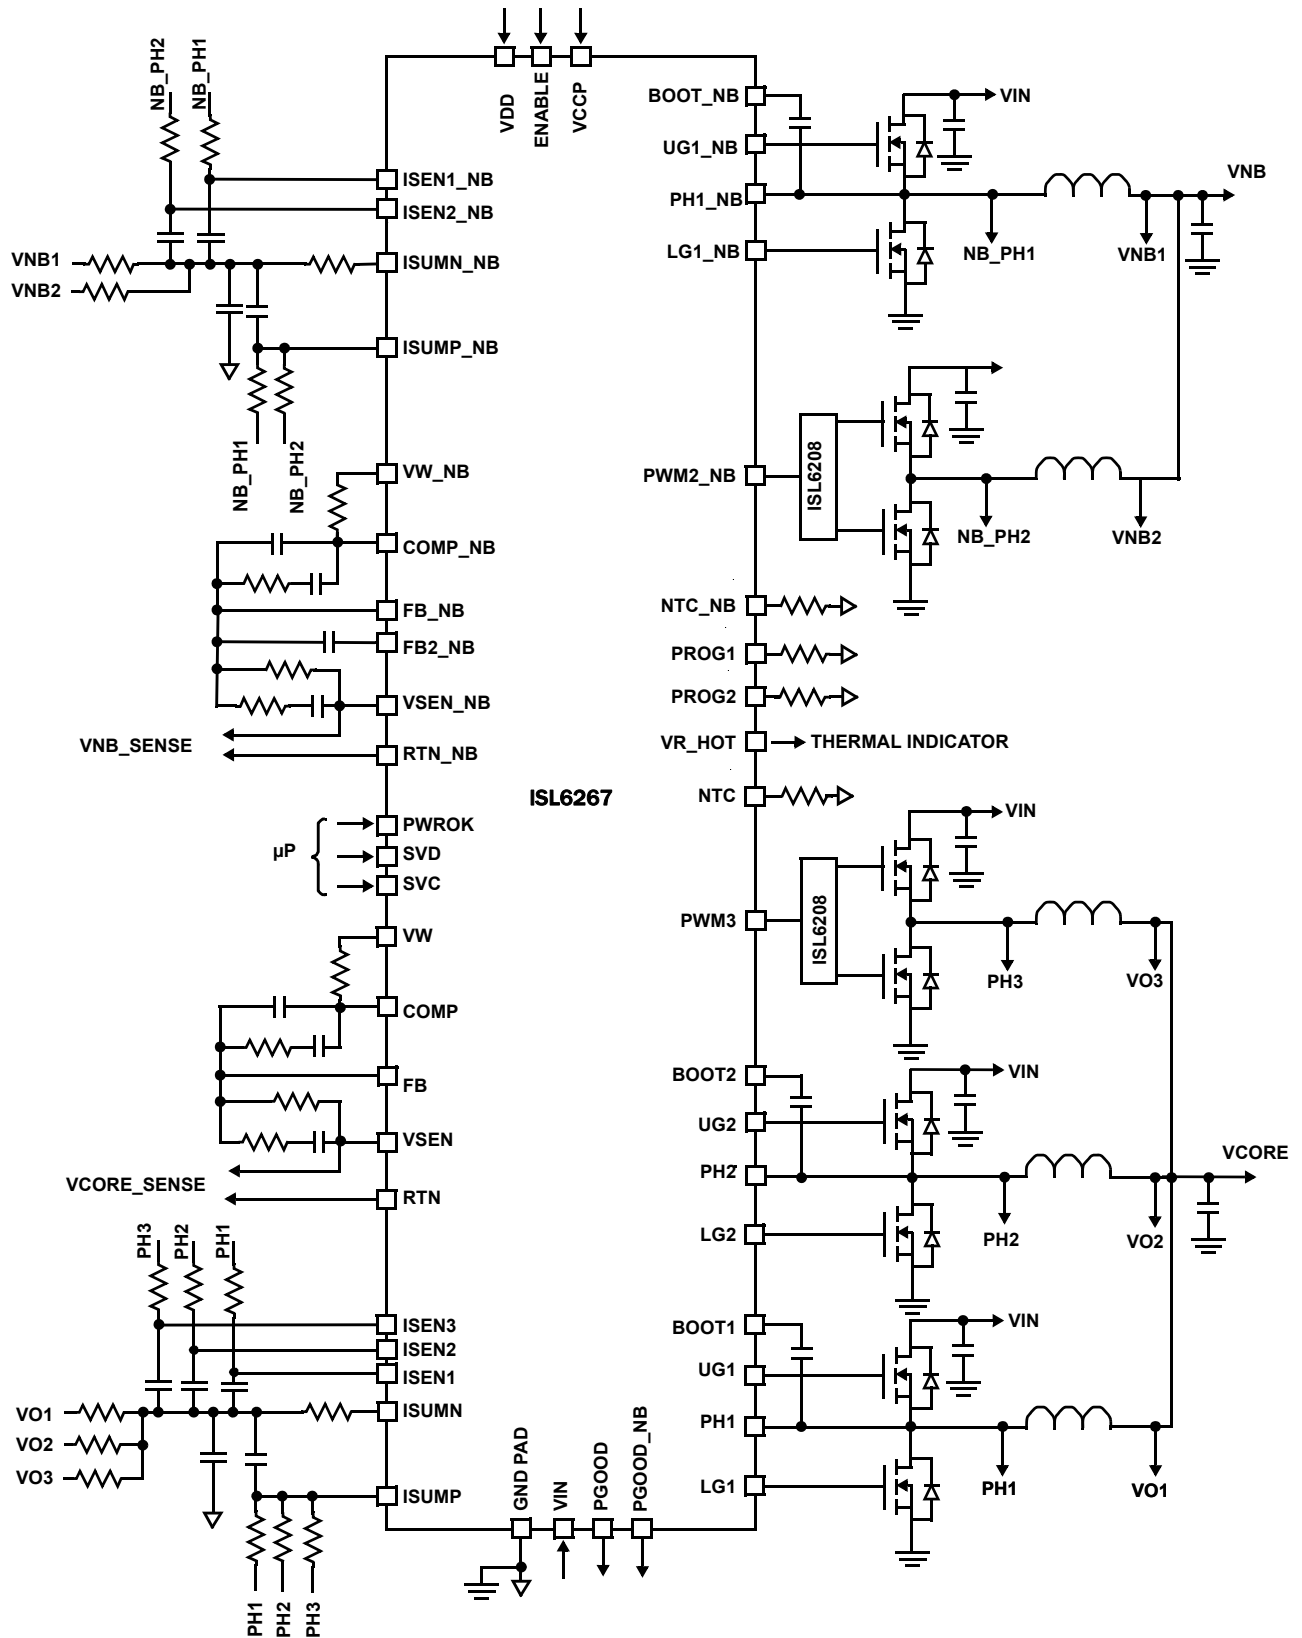 NB_PH2
NB_PH1
VDD
ENABLE
VCCP
BOOT_NB
VIN
UG1_NB
ISEN1_NB
VNB
PH1_NB
ISEN2_NB
LG1_NB
NB_PH1
VNB1
VNB1
ISUMN_NB
VNB2
ISUMP_NB
NB_PH1
NB_PH2
VW_NB
PWM2_NB
ISL6208
NB_PH2
VNB2
COMP_NB
FB_NB
NTC_NB
FB2_NB
PROG1
PROG2
VSEN_NB
VNB_SENSE
VR_HOT
THERMAL INDICATOR
RTN_NB
ISL6267
NTC
VIN
PWROK
µP
SVD
SVC
PWM3
ISL6208
VW
PH3
VO3
COMP
BOOT2
VIN
FB
UG2
VSEN
VCORE
PH2
VCORE_SENSE
RTN
LG2
PH2
VO2
PH3
PH2
PH1
ISEN3
BOOT1
VIN
ISEN2
ISEN1
UG1
VO1
ISUMN
PH1
VO2
VO3
GND PAD
VIN
PGOOD
PGOOD_NB
LG1
PH1
VO1
ISUMP
PH1
PH2
PH3